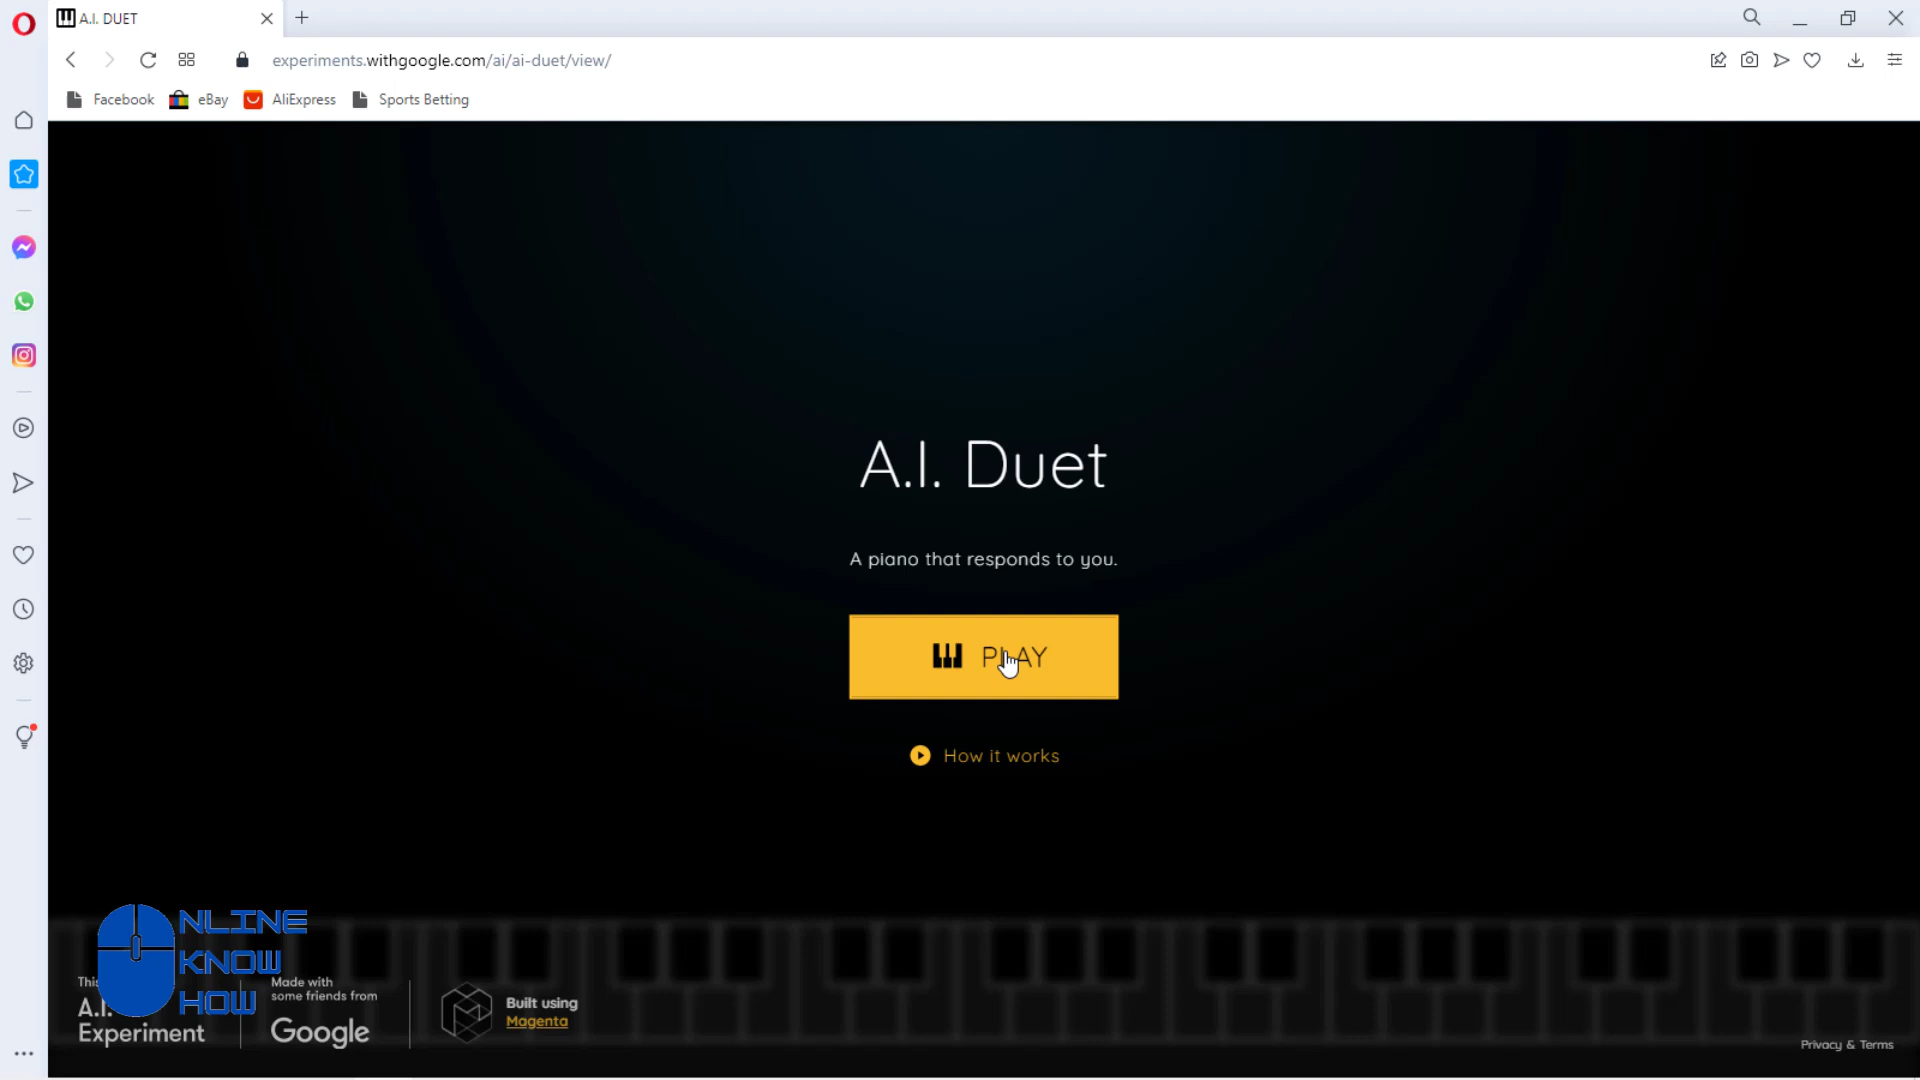 A.I. DUET
experiments.withgoogle.com/ai/ai-duet/view/
Facebook
eBay
AliExpress
Sports Betting
A.I. Duet
A piano that responds to you.
PLAY
How it works
NLINE
KNOW
HOW
This
A.I.
Experiment
Made with
some friends from
Google
Built using
Magenta
Privacy & Terms